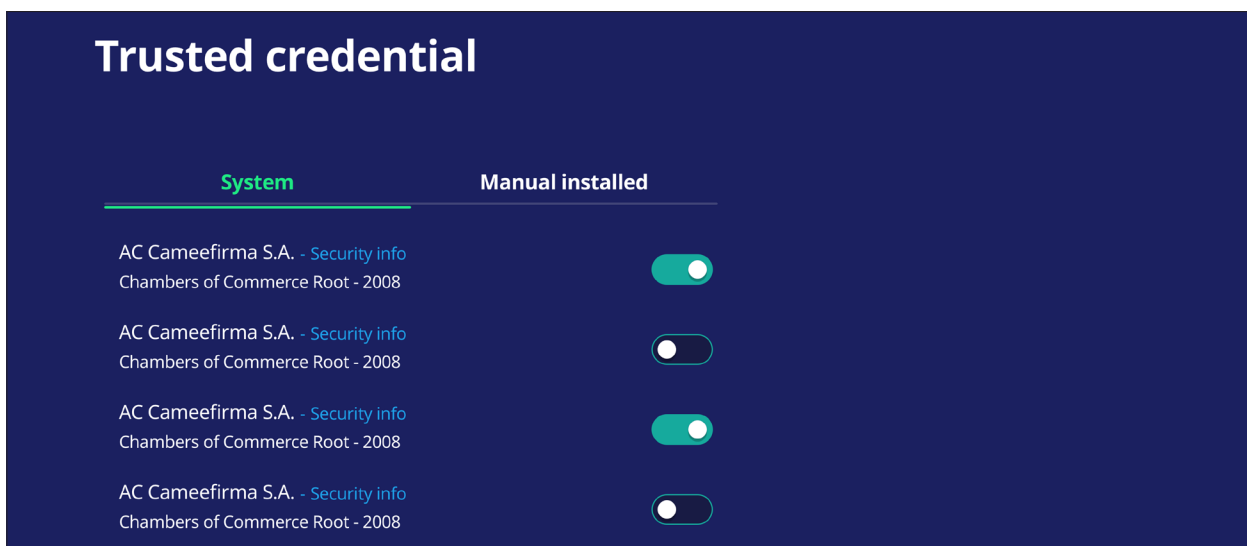 Trusted credential
System Manual installed
AC Cameefirma S.A. - Security info
Chambers of Commerce Root - 2008
AC Cameefirma S.A. - Security info
Chambers of Commerce Root - 2008
AC Cameefirma S.A. - Security info
Chambers of Commerce Root - 2008
AC Cameefirma S.A. - Security info
Chambers of Commerce Root - 2008